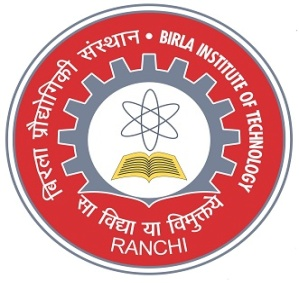 बिरला प्रौद्योगिकी संस्थान • BIRLA INSTITUTE OF TECHNOLOGY
सा विद्या या विमुक्तये
RANCHI